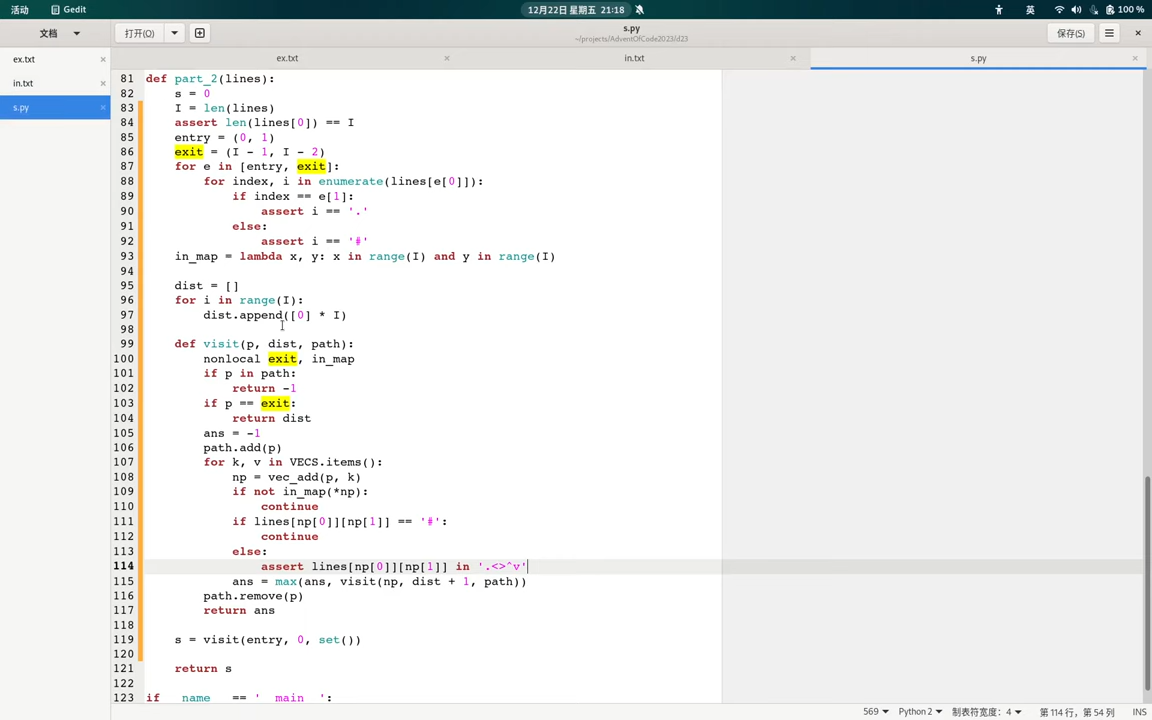 活动 Gedit 12月22日 星期五 21:18 英 100 %
文档 打开(O) s.py 保存(S)
~/projects/AdventOfCode2023/d23
ex.txt in.txt s.py
ex.txt
in.txt
s.py
81 def part_2(lines):
82 s = 0
83 I = len(lines)
84 assert len(lines[0]) == I
85 entry = (0, 1)
86 exit = (I - 1, I - 2)
87 for e in [entry, exit]:
88 for index, i in enumerate(lines[e[0]]):
89 if index == e[1]:
90 assert i == '.'
91 else:
92 assert i == '#'
93 in_map = lambda x, y: x in range(I) and y in range(I)
94
95 dist = []
96 for i in range(I):
97 dist.append([0] * I)
98
99 def visit(p, dist, path):
100 nonlocal exit, in_map
101 if p in path:
102 return -1
103 if p == exit:
104 return dist
105 ans = -1
106 path.add(p)
107 for k, v in VECS.items():
108 np = vec_add(p, k)
109 if not in_map(*np):
110 continue
111 if lines[np[0]][np[1]] == '#':
112 continue
113 else:
114 assert lines[np[0]][np[1]] in '.<>^v'
115 ans = max(ans, visit(np, dist + 1, path))
116 path.remove(p)
117 return ans
118
119 s = visit(entry, 0, set())
120
121 return s
122
123 if __name__ == '__main__':
569 Python 2 制表符宽度：4 第 114 行，第 54 列 INS